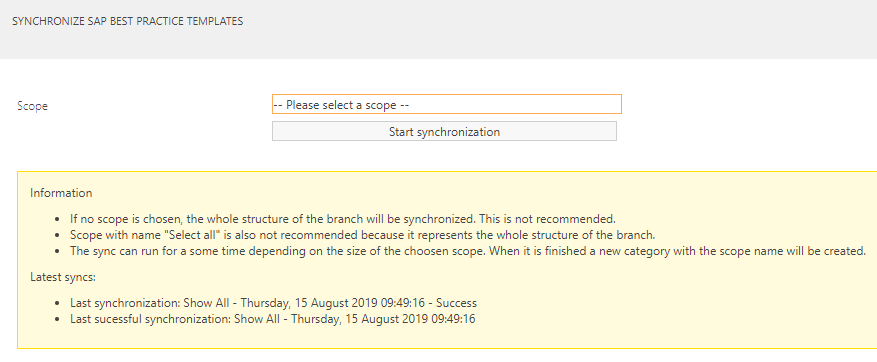 SYNCHRONIZE SAP BEST PRACTICE TEMPLATES
Scope
-- Please select a scope --
Start synchronization
Information
• If no scope is chosen, the whole structure of the branch will be synchronized. This is not recommended.
• Scope with name "Select all" is also not recommended because it represents the whole structure of the branch.
• The sync can run for a some time depending on the size of the choosen scope. When it is finished a new category with the scope name will be created.
Latest syncs:
• Last synchronization: Show All - Thursday, 15 August 2019 09:49:16 - Success
• Last sucessful synchronization: Show All - Thursday, 15 August 2019 09:49:16